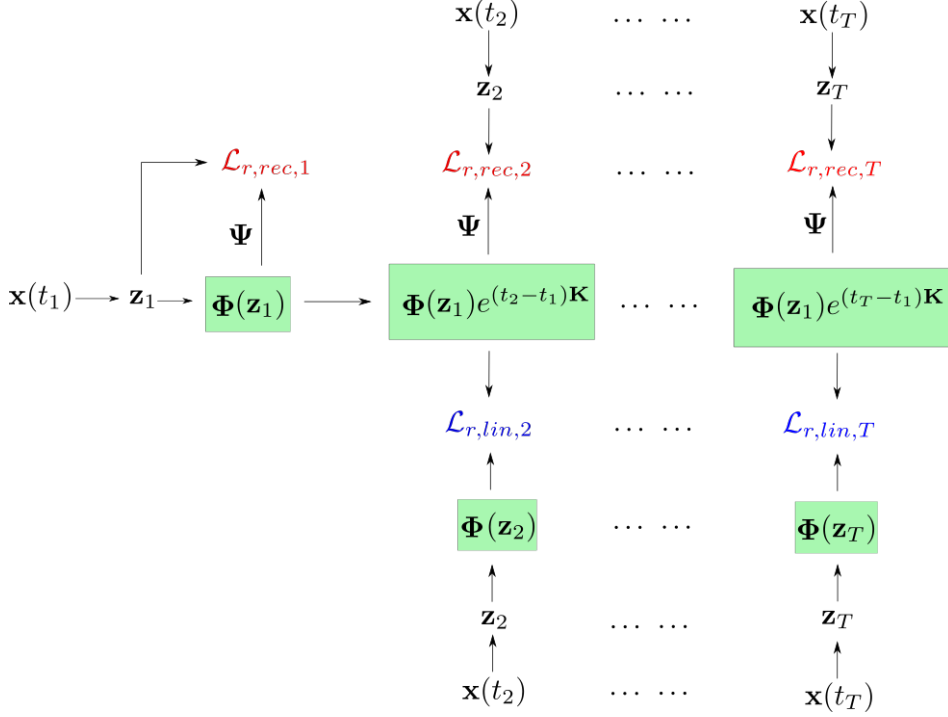 𝐱(t₂) … … 𝐱(t_T)
𝐳₂ … … 𝐳_T
ℒ_{r,rec,1} ℒ_{r,rec,2} … … ℒ_{r,rec,T}
𝚿 𝚿 𝚿
𝐱(t₁) 𝐳₁ 𝚽(𝐳₁) 𝚽(𝐳₁)e^{(t₂−t₁)𝐊} … … 𝚽(𝐳₁)e^{(t_T−t₁)𝐊}
ℒ_{r,lin,2} … … ℒ_{r,lin,T}
𝚽(𝐳₂) … … 𝚽(𝐳_T)
𝐳₂ … … 𝐳_T
𝐱(t₂) … … 𝐱(t_T)